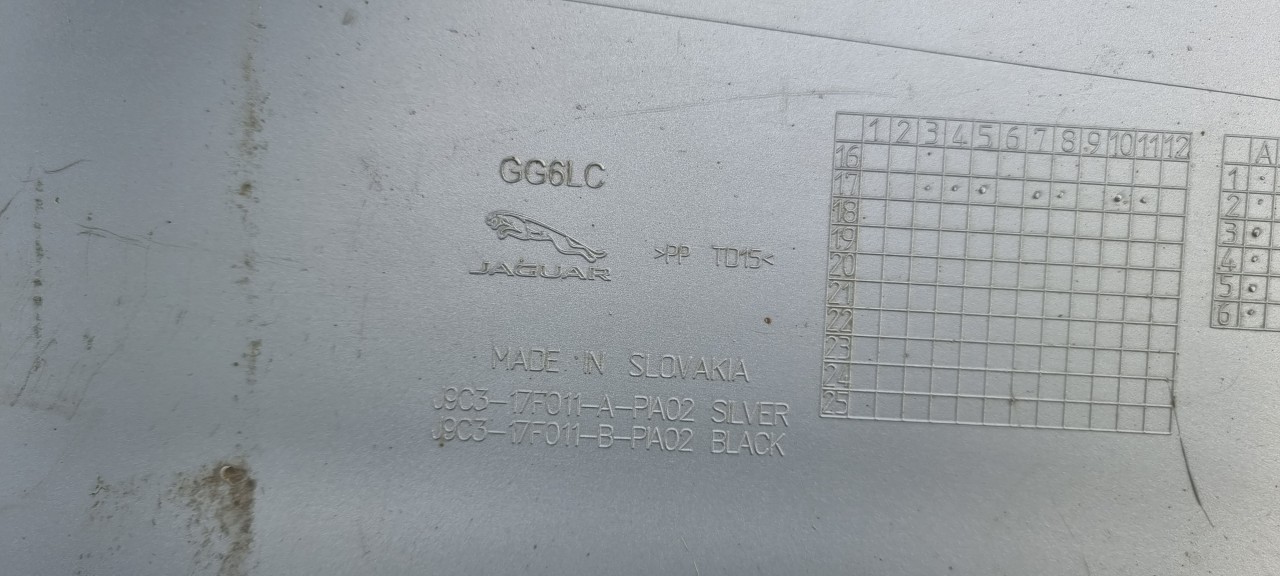 GG6LC
JAGUAR
>PP TD15<
MADE IN SLOVAKIA
J9C3-17F011-A-PIA02 SILVER
J9C3-17F011-B-PIA02 BLACK
1 2 3 4 5 6 7 8 9 10 11 12
16
17
18
19
20
21
22
23
24
25
A
1
2
3
4
5
6